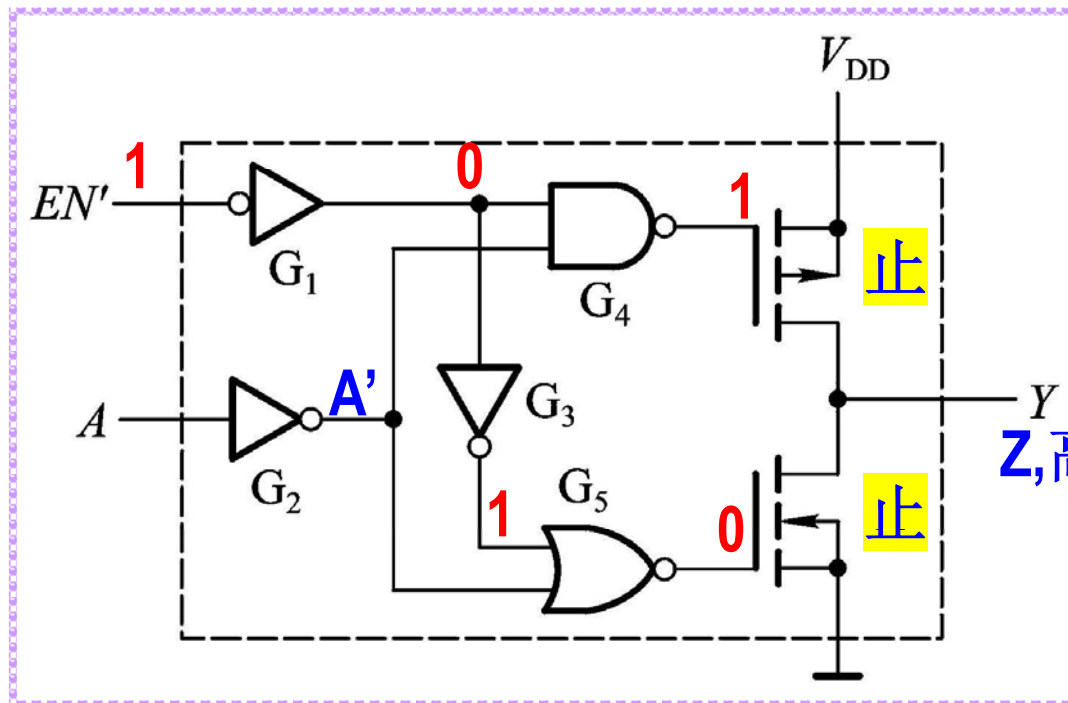 V_DD
1
0
EN'
1
G₁
G₄
止
A'
G₃
A
Y
Z,
G₂
G₅
1
0
止